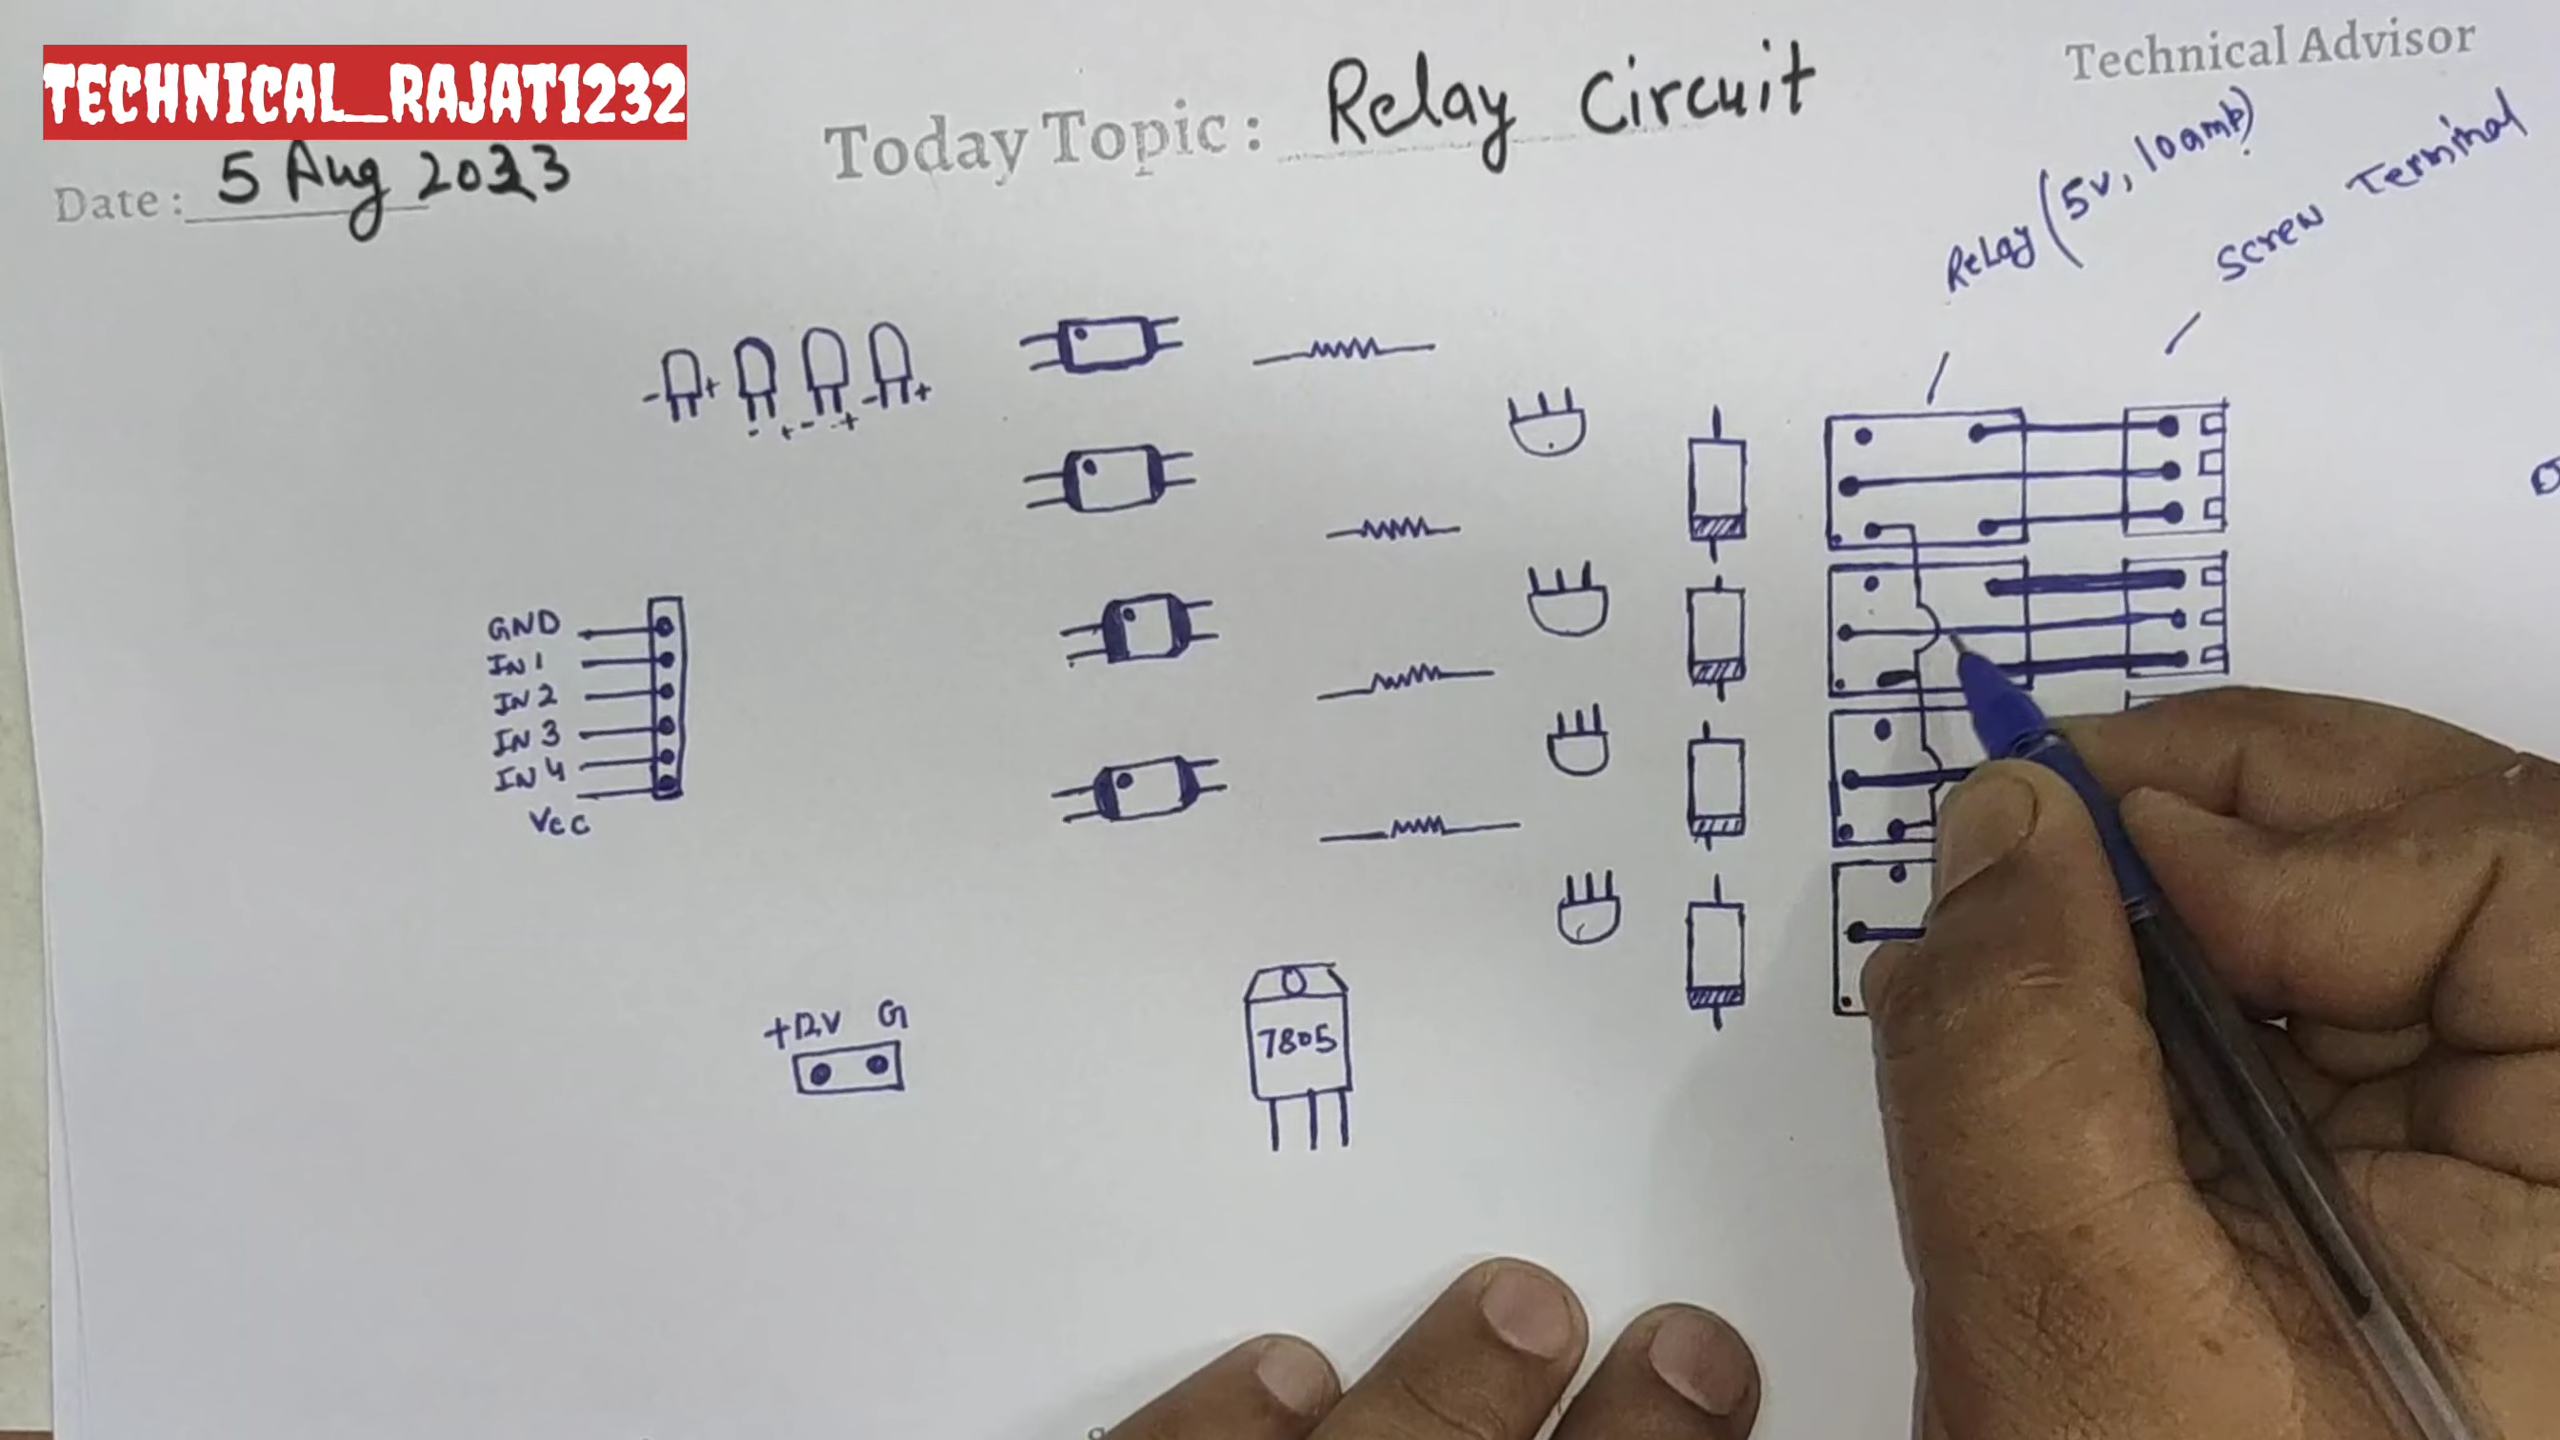 TECHNICAL_RAJAT1232
Technical Advisor
Today Topic : Relay Circuit
Date : 5 Aug 2023
Relay (5V, 10amp)
Screw Terminal
- + - + - + - +
GND
IN 1
IN 2
IN 3
IN 4
Vcc
+12V G
7805